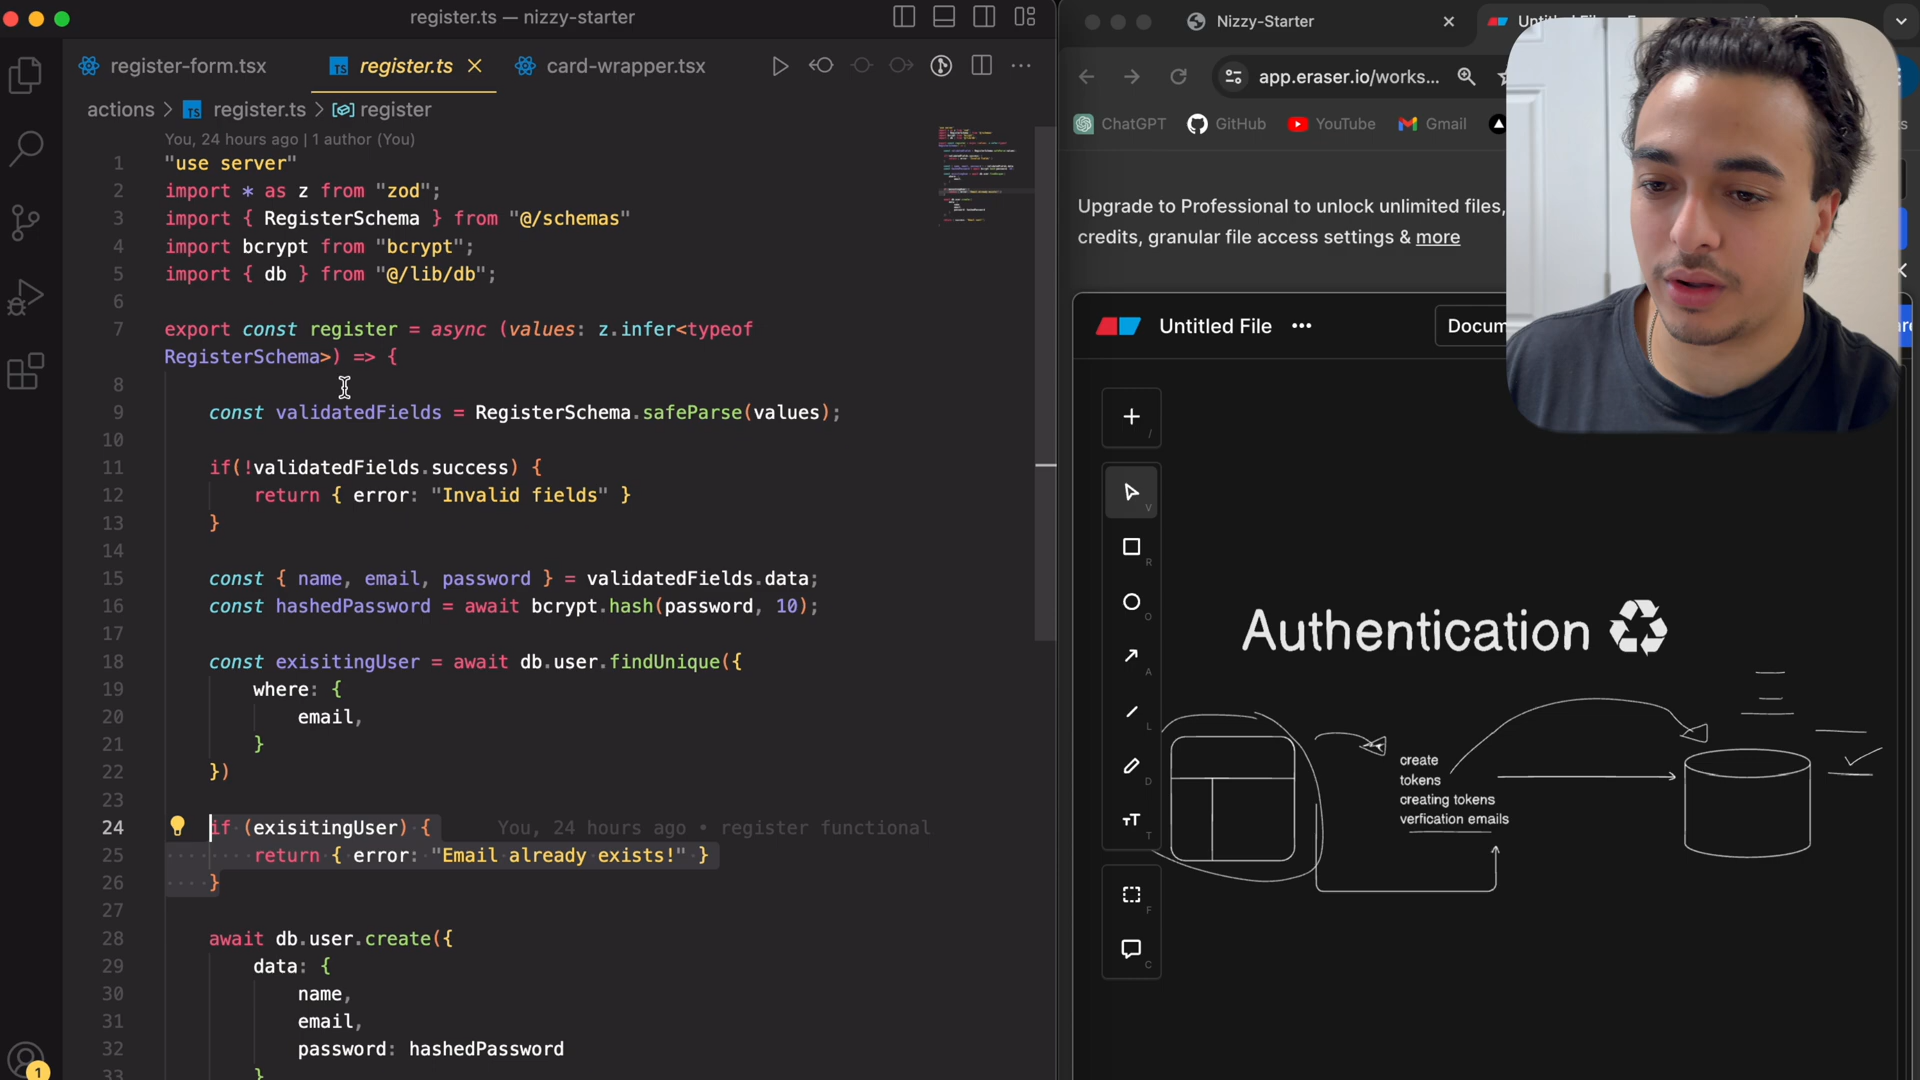 register.ts — nizzy-starter
register-form.tsx
register.ts
card-wrapper.tsx
actions > register.ts > register
You, 24 hours ago | 1 author (You)
1 "use server"
2 import * as z from "zod";
3 import { RegisterSchema } from "@/schemas"
4 import bcrypt from "bcrypt";
5 import { db } from "@/lib/db";
6
7 export const register = async (values: z.infer<typeof
RegisterSchema>) => {
8
9 const validatedFields = RegisterSchema.safeParse(values);
10
11 if(!validatedFields.success) {
12 return { error: "Invalid fields" }
13 }
14
15 const { name, email, password } = validatedFields.data;
16 const hashedPassword = await bcrypt.hash(password, 10);
17
18 const exisitingUser = await db.user.findUnique({
19 where: {
20 email,
21 }
22 })
23
24 if (exisitingUser) { You, 24 hours ago • register functional
25 return { error: "Email already exists!" }
26 }
27
28 await db.user.create({
29 data: {
30 name,
31 email,
32 password: hashedPassword
33 }
1
Nizzy-Starter
app.eraser.io/works...
ChatGPT
GitHub
YouTube
Gmail
Upgrade to Professional to unlock unlimited files,
credits, granular file access settings & more
Untitled File
Docum
/
V
R
O
A
L
D
T
F
C
Authentication ♻
create
tokens
creating tokens
verfication emails